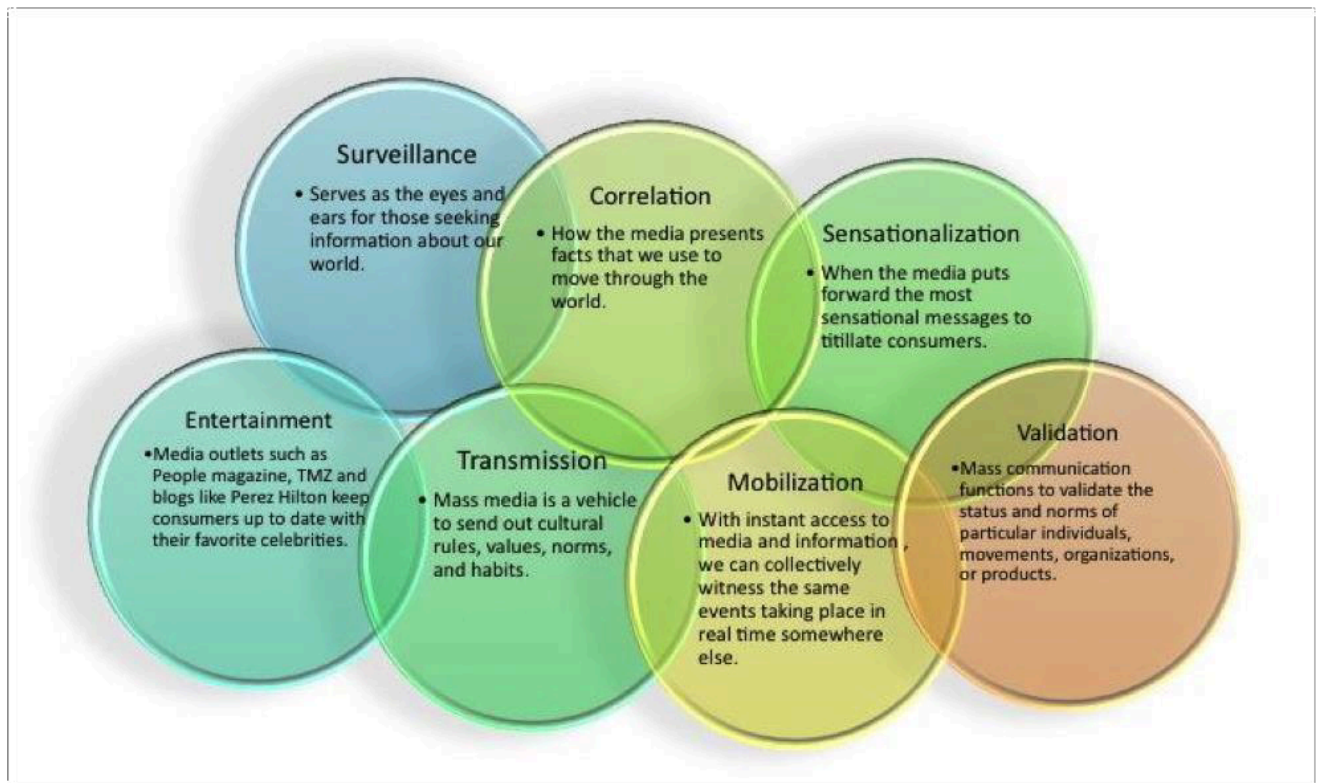 Surveillance
• Serves as the eyes and
ears for those seeking
information about our
world.
Correlation
• How the media presents
facts that we use to
move through the
world.
Sensationalization
• When the media puts
forward the most
sensational messages to
titillate consumers.
Entertainment
•Media outlets such as
People magazine, TMZ and
blogs like Perez Hilton keep
consumers up to date with
their favorite celebrities.
Transmission
• Mass media is a vehicle
to send out cultural
rules, values, norms,
and habits.
Mobilization
• With instant access to
media and information ,
we can collectively
witness the same
events taking place in
real time somewhere
else.
Validation
•Mass communication
functions to validate the
status and norms of
particular individuals,
movements, organizations,
or products.